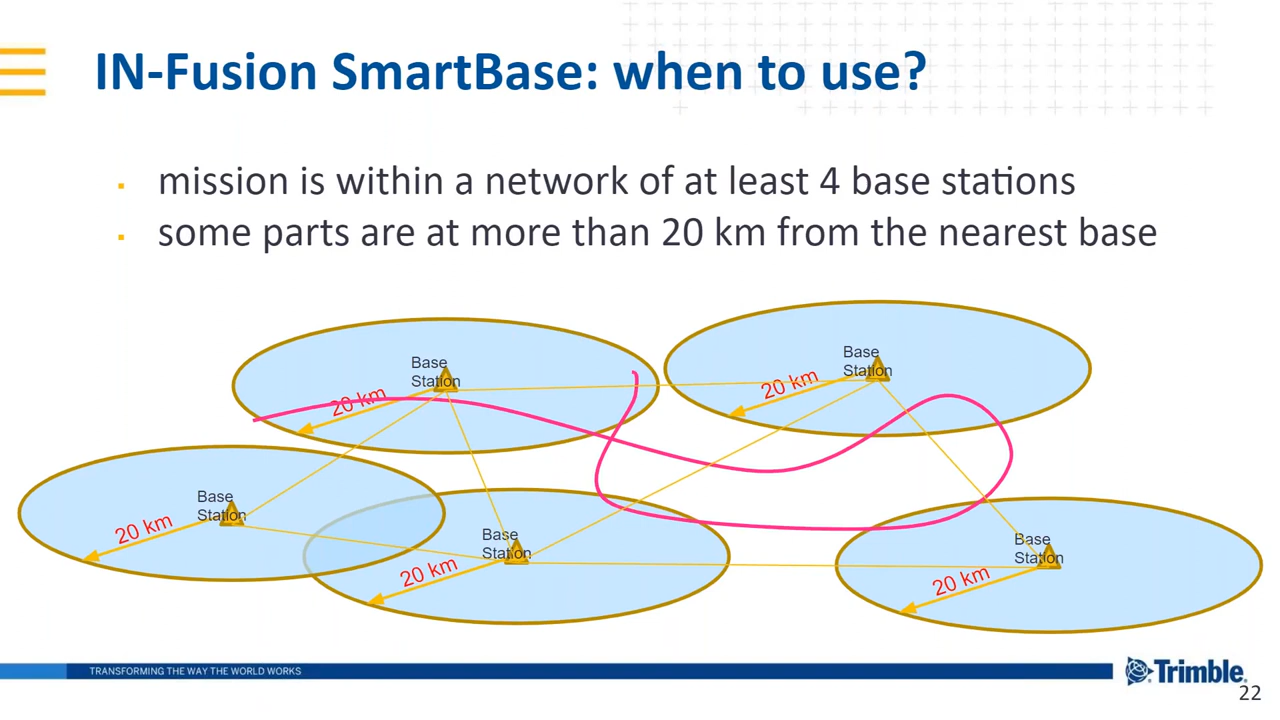 IN-Fusion SmartBase: when to use?
mission is within a network of at least 4 base stations
some parts are at more than 20 km from the nearest base
Base
Station
20 km
Base
Station
20 km
Base
Station
20 km
Base
Station
20 km
Base
Station
20 km
TRANSFORMING THE WAY THE WORLD WORKS
Trimble
22